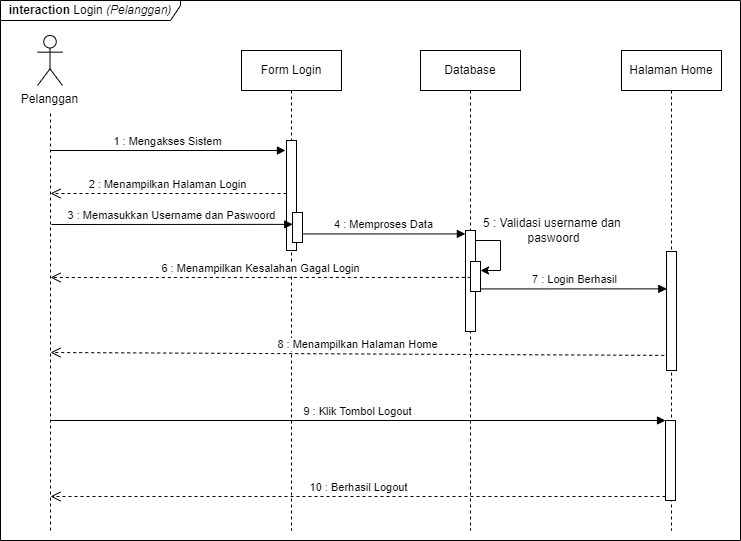 interaction Login (Pelanggan)
Pelanggan
Form Login
Database
Halaman Home
1 : Mengakses Sistem
2 : Menampilkan Halaman Login
3 : Memasukkan Username dan Paswoord
4 : Memproses Data
5 : Validasi username dan
paswoord
6 : Menampilkan Kesalahan Gagal Login
7 : Login Berhasil
8 : Menampilkan Halaman Home
9 : Klik Tombol Logout
10 : Berhasil Logout